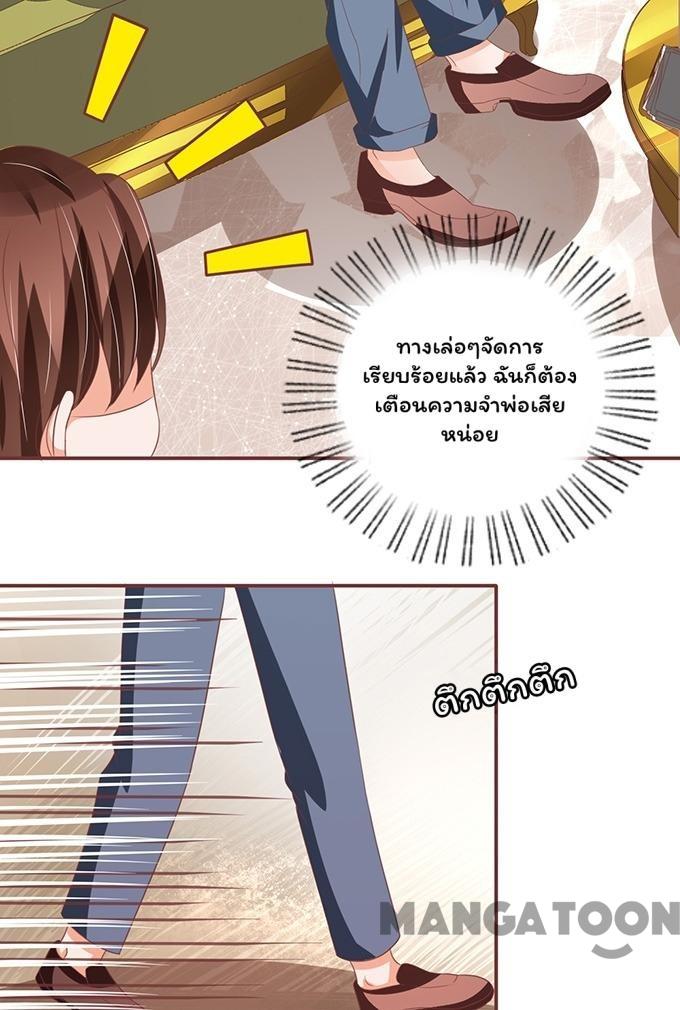 ทางเล่อๆจัดการ
เรียบร้อยแล้ว ฉันก็ต้อง
เตือนความจำพ่อเสีย
หน่อย
ตึกตึกตึก
MANGATOON